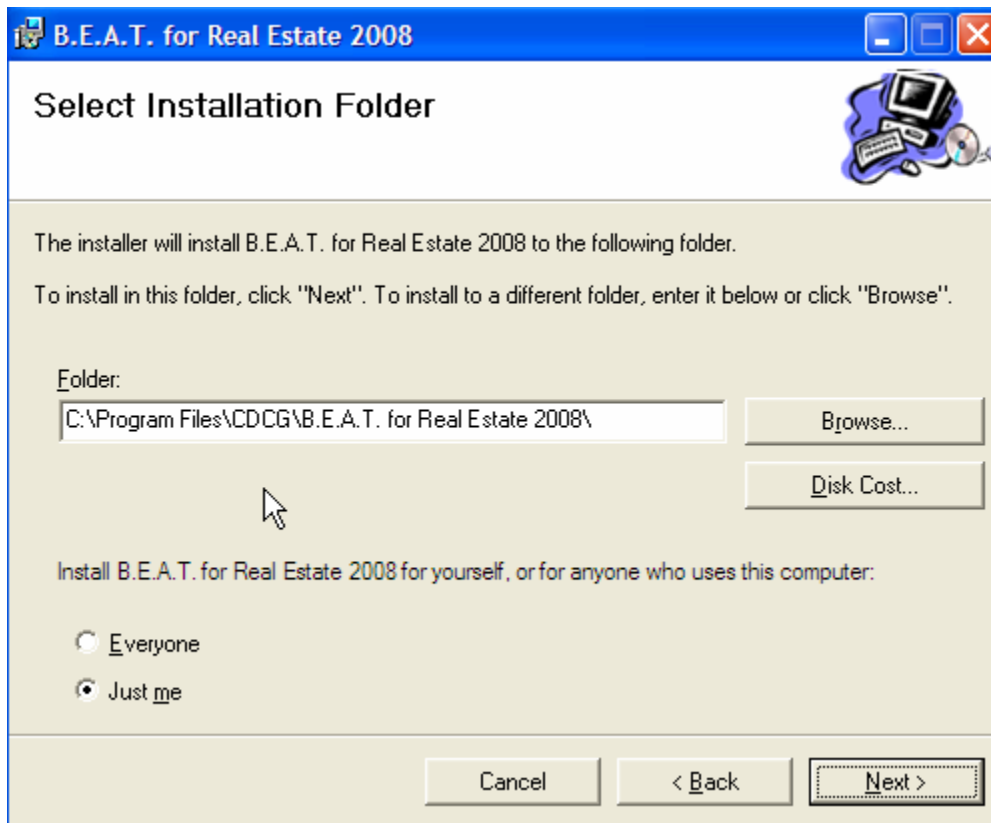 B.E.A.T. for Real Estate 2008
Select Installation Folder
The installer will install B.E.A.T. for Real Estate 2008 to the following folder.
To install in this folder, click "Next". To install to a different folder, enter it below or click "Browse".
Folder:
C:\Program Files\CDCG\B.E.A.T. for Real Estate 2008\
Browse...
Disk Cost...
Install B.E.A.T. for Real Estate 2008 for yourself, or for anyone who uses this computer:
Everyone
Just me
Cancel
< Back
Next >